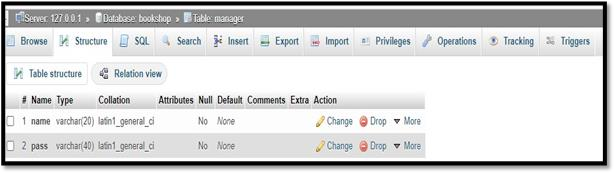 Server: 127.0.0.1 » Database: bookshop » Table: manager
Browse Structure SQL Search Insert Export Import Privileges Operations Tracking Triggers
Table structure Relation view
# Name Type Collation Attributes Null Default Comments Extra Action
1 name varchar(20) latin1_general_ci No None Change Drop More
2 pass varchar(40) latin1_general_ci No None Change Drop More